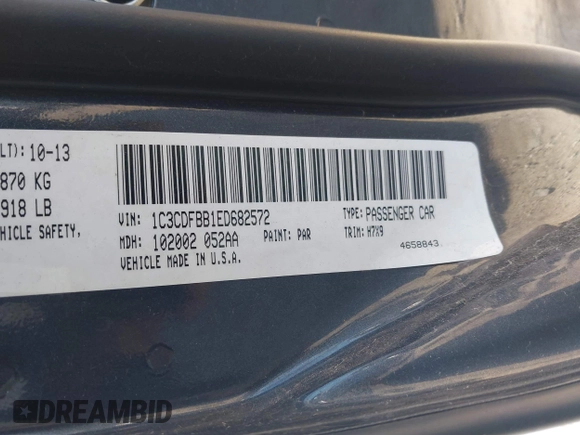 LT): 10-13
870 KG
918 LB
HICLE SAFETY,
VIN: 1C3CDFBB1ED682572
TYPE: PASSENGER CAR
MDH: 102002 052AA
PAINT: PAR
TRIM: H7X9
VEHICLE MADE IN U.S.A.
4658843
DREAMBID